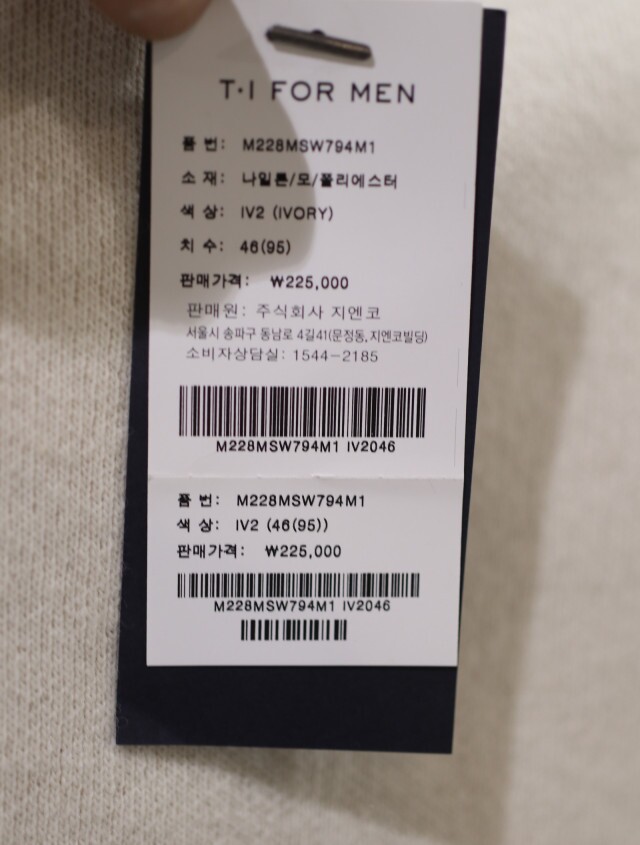 T·I FOR MEN
품 번: M228MSW794M1
소 재: 나일론/모/폴리에스터
색 상: IV2 (IVORY)
치 수: 46(95)
판매가격: ₩225,000
판매원: 주식회사 지엔코
서울시 송파구 동남로 4길41(문정동,지엔코빌딩)
소비자상담실: 1544-2185
M228MSW794M1 IV2046
품 번: M228MSW794M1
색 상: IV2 (46(95))
판매가격: ₩225,000
M228MSW794M1 IV2046